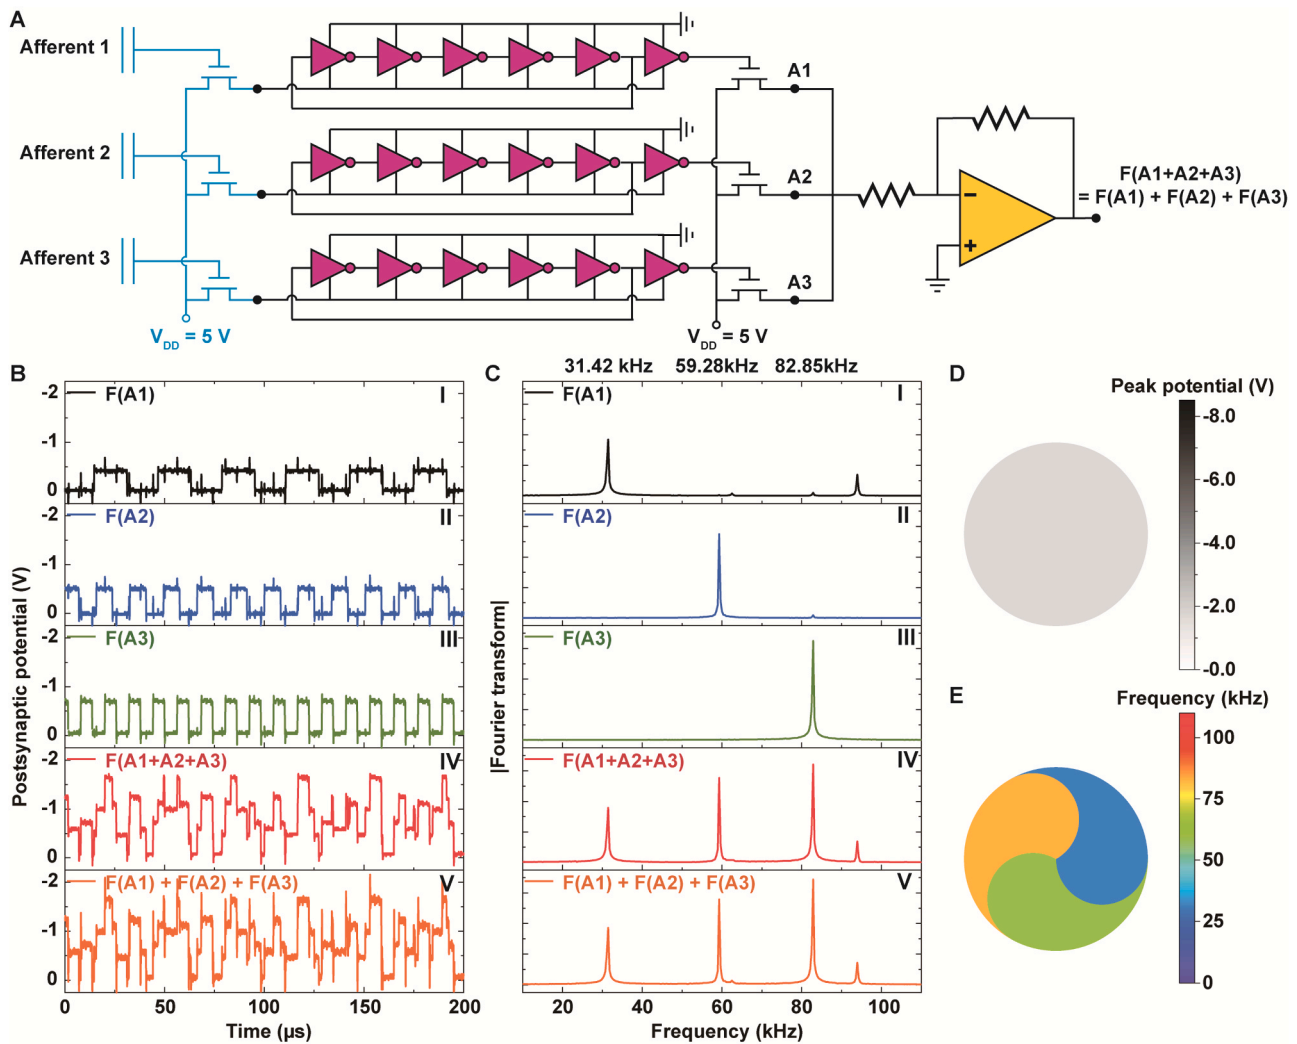 A
Afferent 1
A1
Afferent 2
A2
F(A1+A2+A3)
= F(A1) + F(A2) + F(A3)
Afferent 3
A3
V_DD = 5 V
V_DD = 5 V
B
Postsynaptic potential (V)
-2
-1
0
F(A1)
I
-2
-1
0
F(A2)
II
-2
-1
0
F(A3)
III
-2
-1
0
F(A1+A2+A3)
IV
-2
-1
0
F(A1) + F(A2) + F(A3)
V
0 50 100 150 200
Time (µs)
C
31.42 kHz 59.28kHz 82.85kHz
|Fourier transform|
F(A1)
I
F(A2)
II
F(A3)
III
F(A1+A2+A3)
IV
F(A1) + F(A2) + F(A3)
V
20 40 60 80 100
Frequency (kHz)
D
Peak potential (V)
-8.0
-6.0
-4.0
-2.0
-0.0
E
Frequency (kHz)
100
75
50
25
0